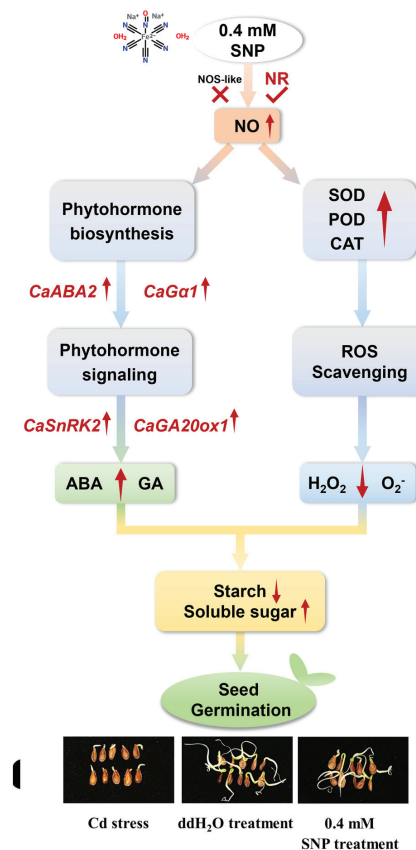 Na⁺ Na⁺
O
N
OH₂ N N OH₂
Fe²⁻
N N
N
0.4 mM
SNP
NOS-like NR
NO
Phytohormone
biosynthesis
SOD
POD
CAT
CaABA2 CaGα1
Phytohormone
signaling
ROS
Scavenging
CaSnRK2 CaGA20ox1
ABA GA
H₂O₂ O₂⁻
Starch
Soluble sugar
Seed
Germination
Cd stress ddH₂O treatment 0.4 mM
SNP treatment